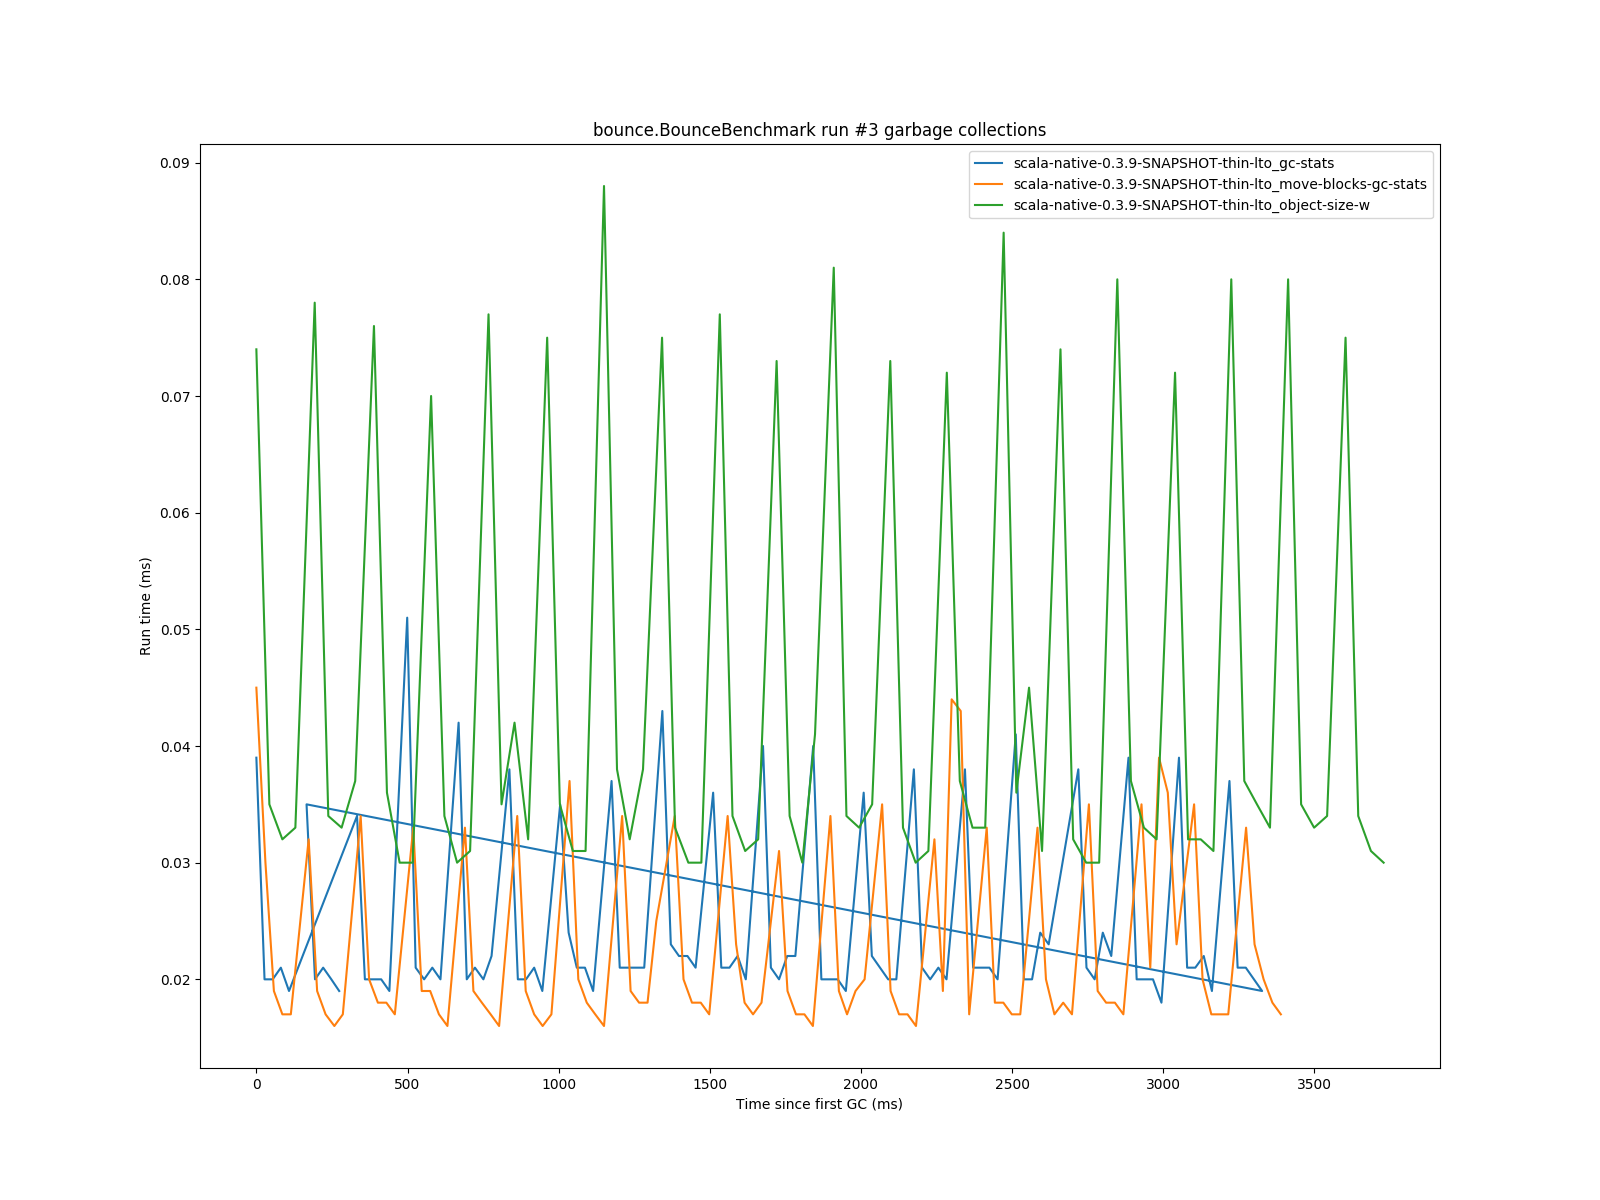 bounce.BounceBenchmark run #3 garbage collections
scala-native-0.3.9-SNAPSHOT-thin-lto_gc-stats
scala-native-0.3.9-SNAPSHOT-thin-lto_move-blocks-gc-stats
scala-native-0.3.9-SNAPSHOT-thin-lto_object-size-w
0.09
0.08
0.07
0.06
0.05
0.04
0.03
0.02
Run time (ms)
0 500 1000 1500 2000 2500 3000 3500
Time since first GC (ms)